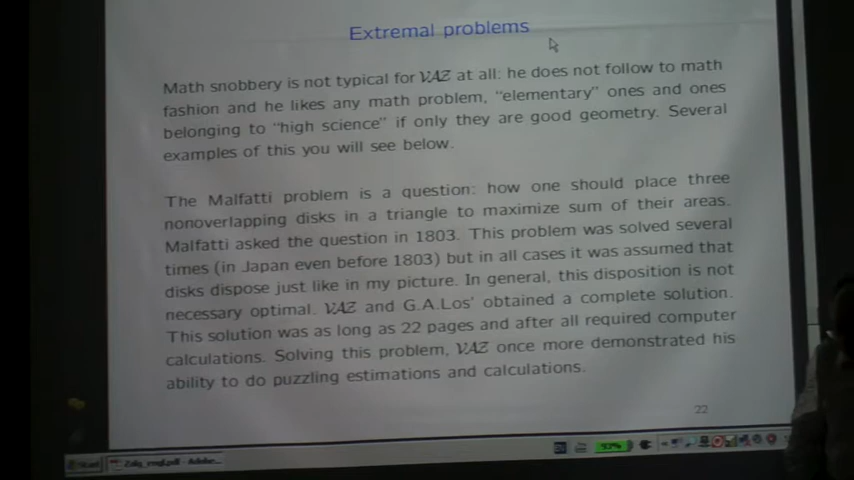 Extremal problems
Math snobbery is not typical for VAZ at all: he does not follow to math
fashion and he likes any math problem, "elementary" ones and ones
belonging to "high science" if only they are good geometry. Several
examples of this you will see below.
The Malfatti problem is a question: how one should place three
nonoverlapping disks in a triangle to maximize sum of their areas.
Malfatti asked the question in 1803. This problem was solved several
times (in Japan even before 1803) but in all cases it was assumed that
disks dispose just like in my picture. In general, this disposition is not
necessary optimal. VAZ and G.A.Los' obtained a complete solution.
This solution was as long as 22 pages and after all required computer
calculations. Solving this problem, VAZ once more demonstrated his
ability to do puzzling estimations and calculations.
22
Start